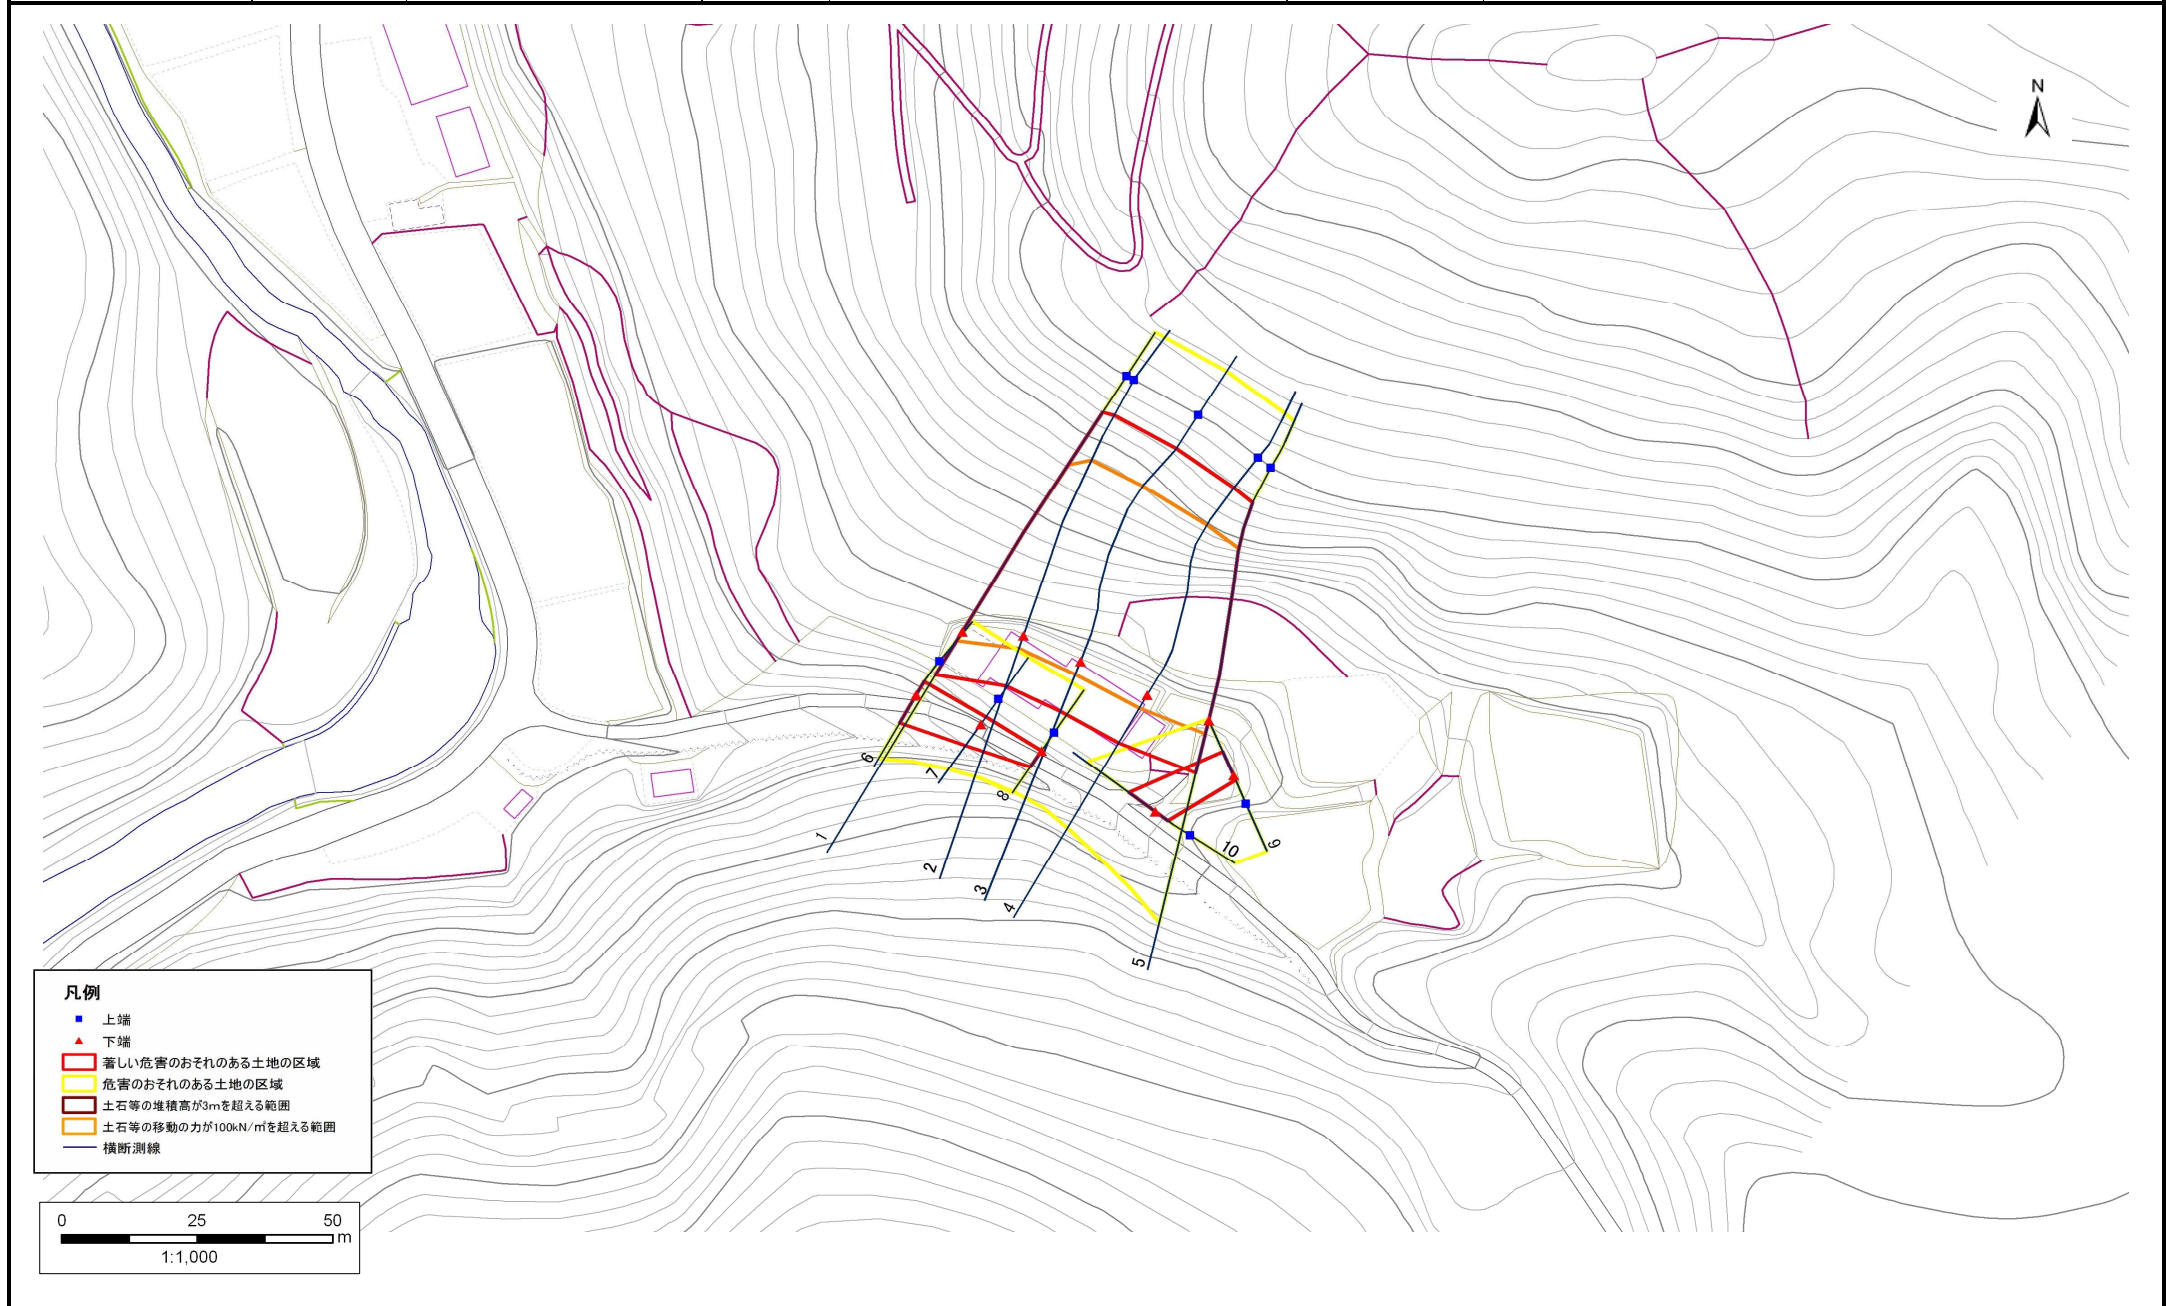 N
6
7
8
1
2
3
4
5
10
9
凡例
上端
下端
著しい危害のおそれのある土地の区域
危害のおそれのある土地の区域
土石等の堆積高が3mを超える範囲
土石等の移動の力が100kN/㎡を超える範囲
横断測線
0 25 50
m
1:1,000